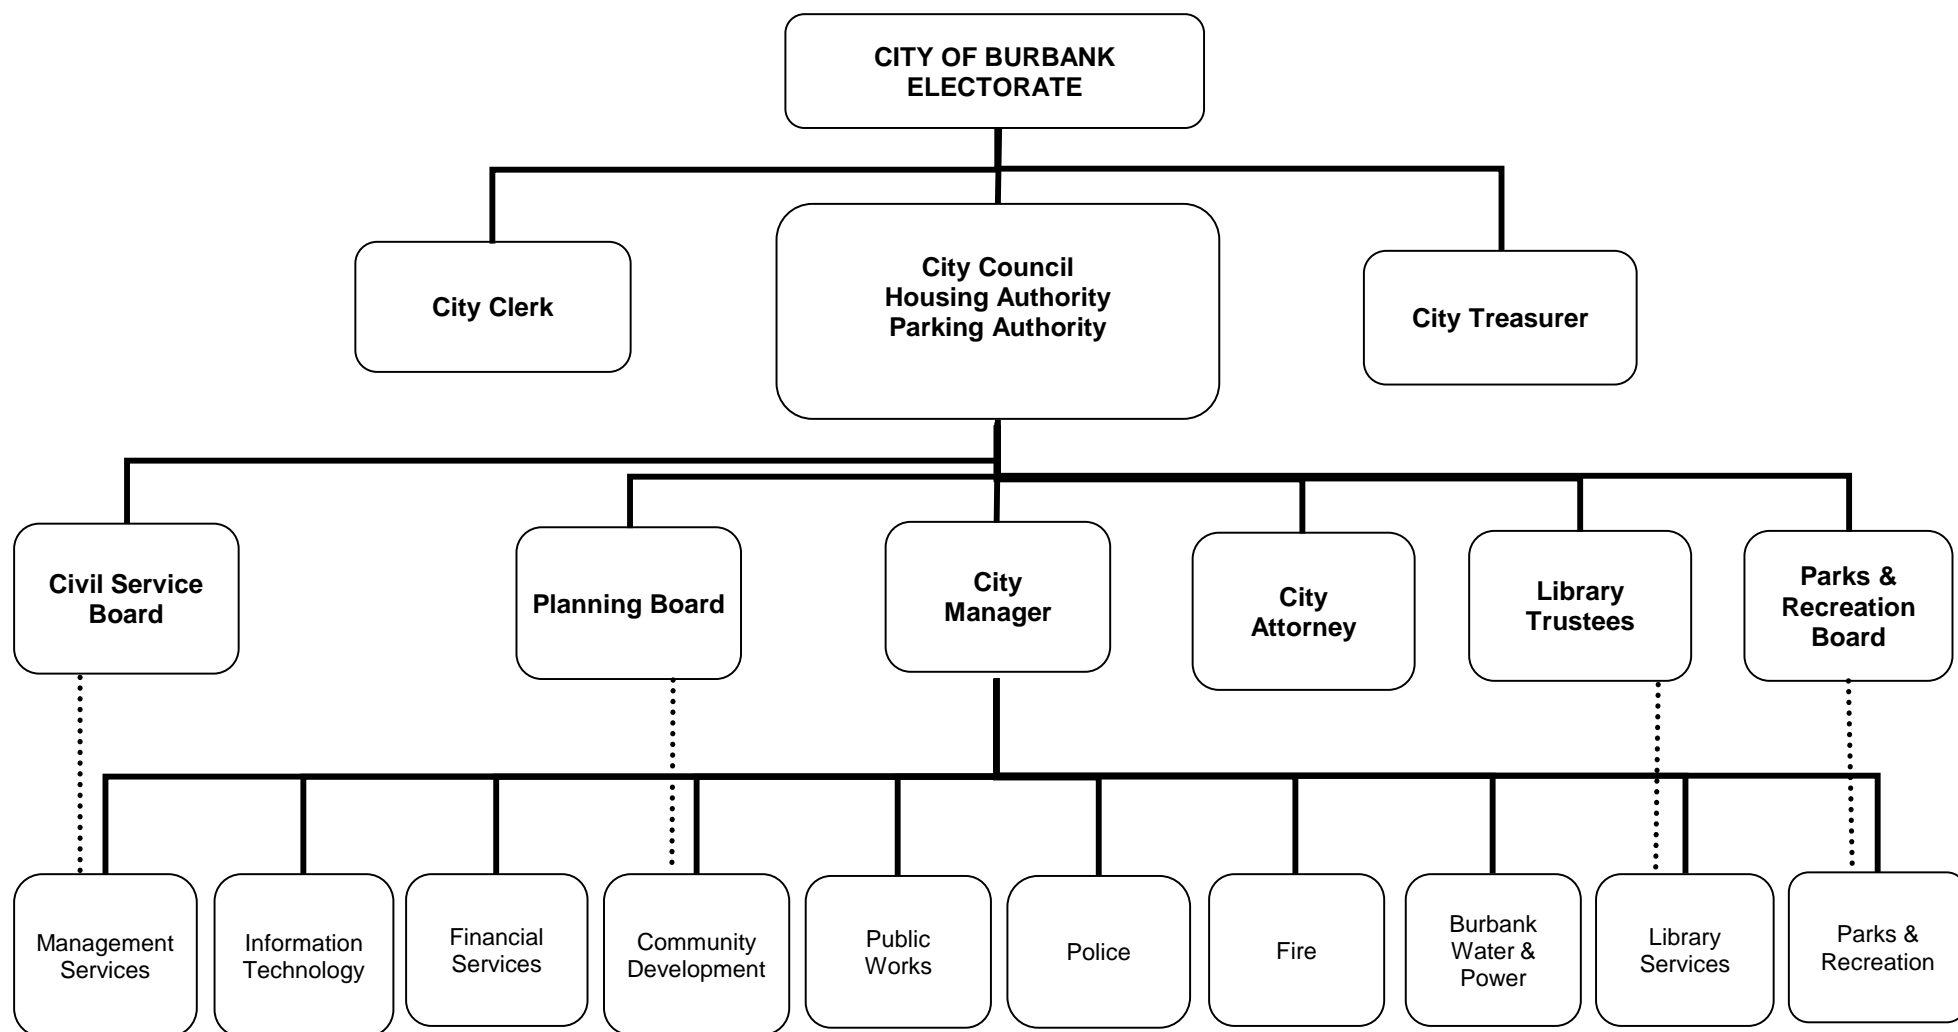 CITY OF BURBANK
ELECTORATE
City Clerk
City Council
Housing Authority
Parking Authority
City Treasurer
Civil Service
Board
Planning Board
City
Manager
City
Attorney
Library
Trustees
Parks &
Recreation
Board
Management
Services
Information
Technology
Financial
Services
Community
Development
Public
Works
Police
Fire
Burbank
Water &
Power
Library
Services
Parks &
Recreation